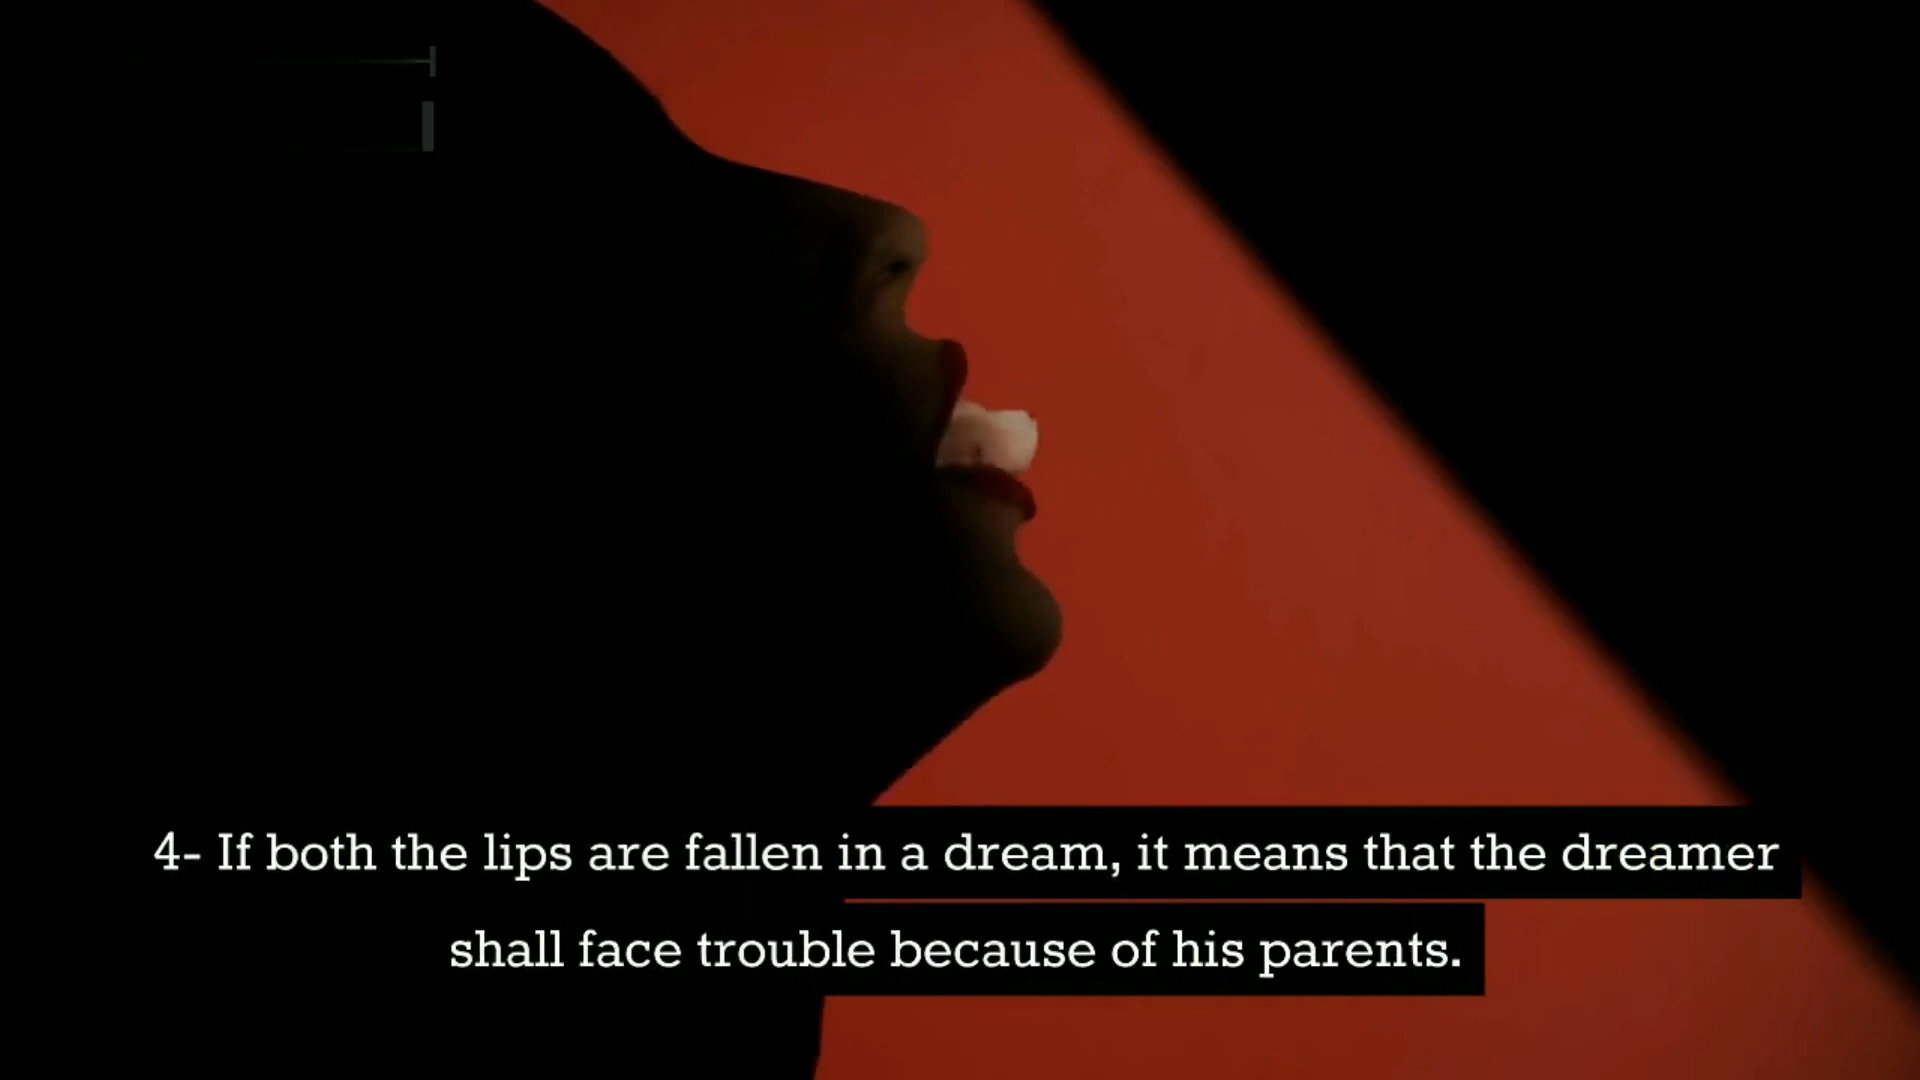 4- If both the lips are fallen in a dream, it means that the dreamer
shall face trouble because of his parents.